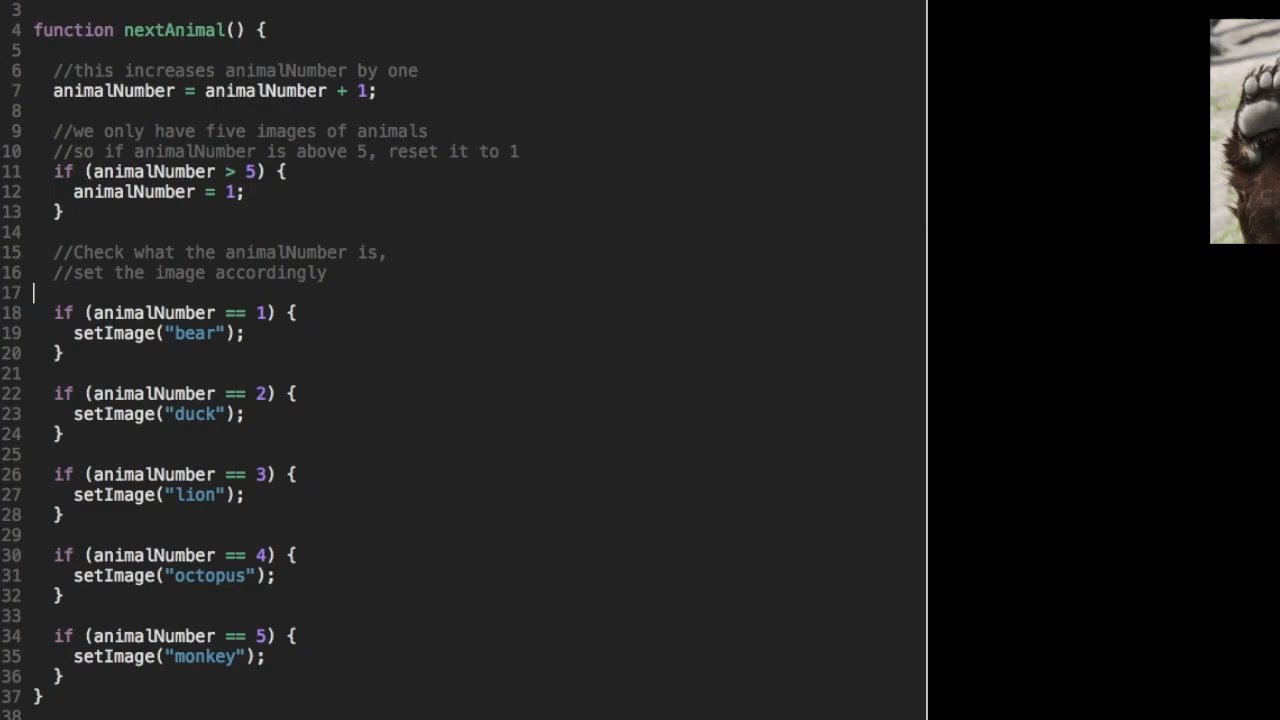 3
4 function nextAnimal() {
5
6 //this increases animalNumber by one
7 animalNumber = animalNumber + 1;
8
9 //we only have five images of animals
10 //so if animalNumber is above 5, reset it to 1
11 if (animalNumber > 5) {
12 animalNumber = 1;
13 }
14
15 //Check what the animalNumber is,
16 //set the image accordingly
17
18 if (animalNumber == 1) {
19 setImage("bear");
20 }
21
22 if (animalNumber == 2) {
23 setImage("duck");
24 }
25
26 if (animalNumber == 3) {
27 setImage("lion");
28 }
29
30 if (animalNumber == 4) {
31 setImage("octopus");
32 }
33
34 if (animalNumber == 5) {
35 setImage("monkey");
36 }
37 }
38